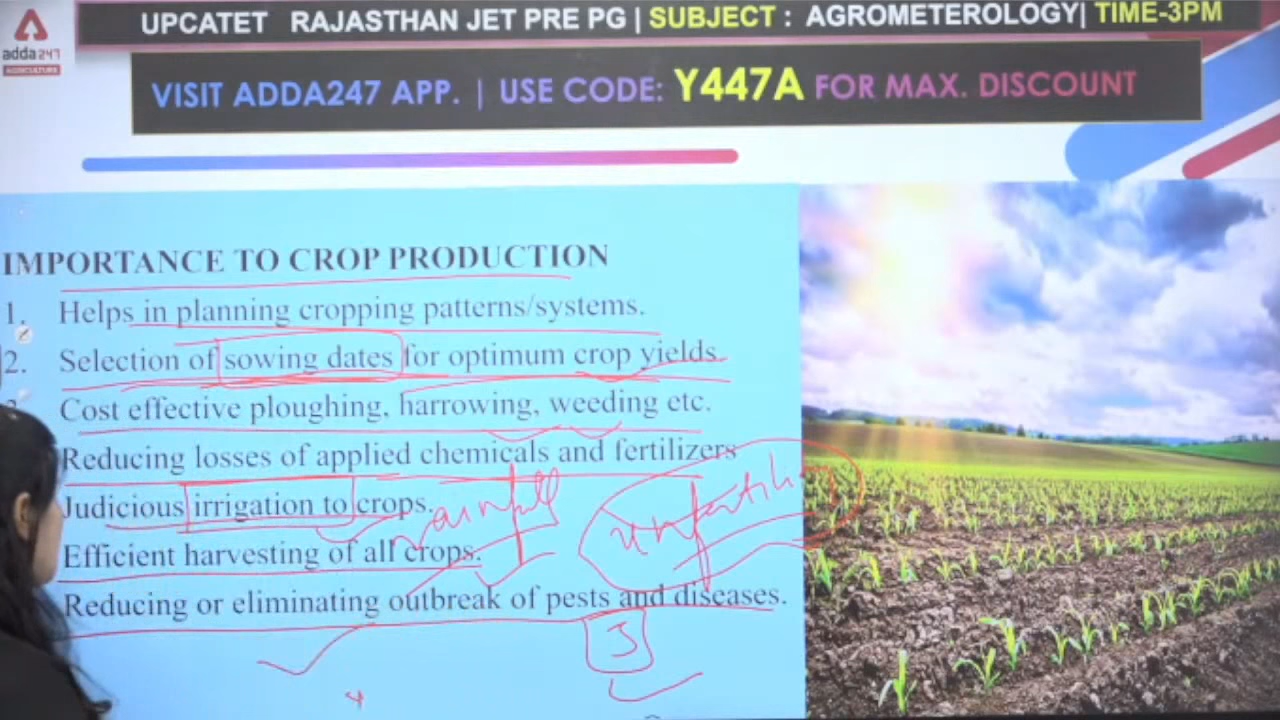 UPCATET RAJASTHAN JET PRE PG | SUBJECT : AGROMETEROLOGY| TIME-3PM
adda247
AGRICULTURE
VISIT ADDA247 APP. | USE CODE: Y447A FOR MAX. DISCOUNT
IMPORTANCE TO CROP PRODUCTION
1. Helps in planning cropping patterns/systems.
2. Selection of sowing dates for optimum crop yields.
Cost effective ploughing, harrowing, weeding etc.
Reducing losses of applied chemicals and fertilizers
Judicious irrigation to crops.
rainfall
Efficient harvesting of all crops.
Reducing or eliminating outbreak of pests and diseases.
J